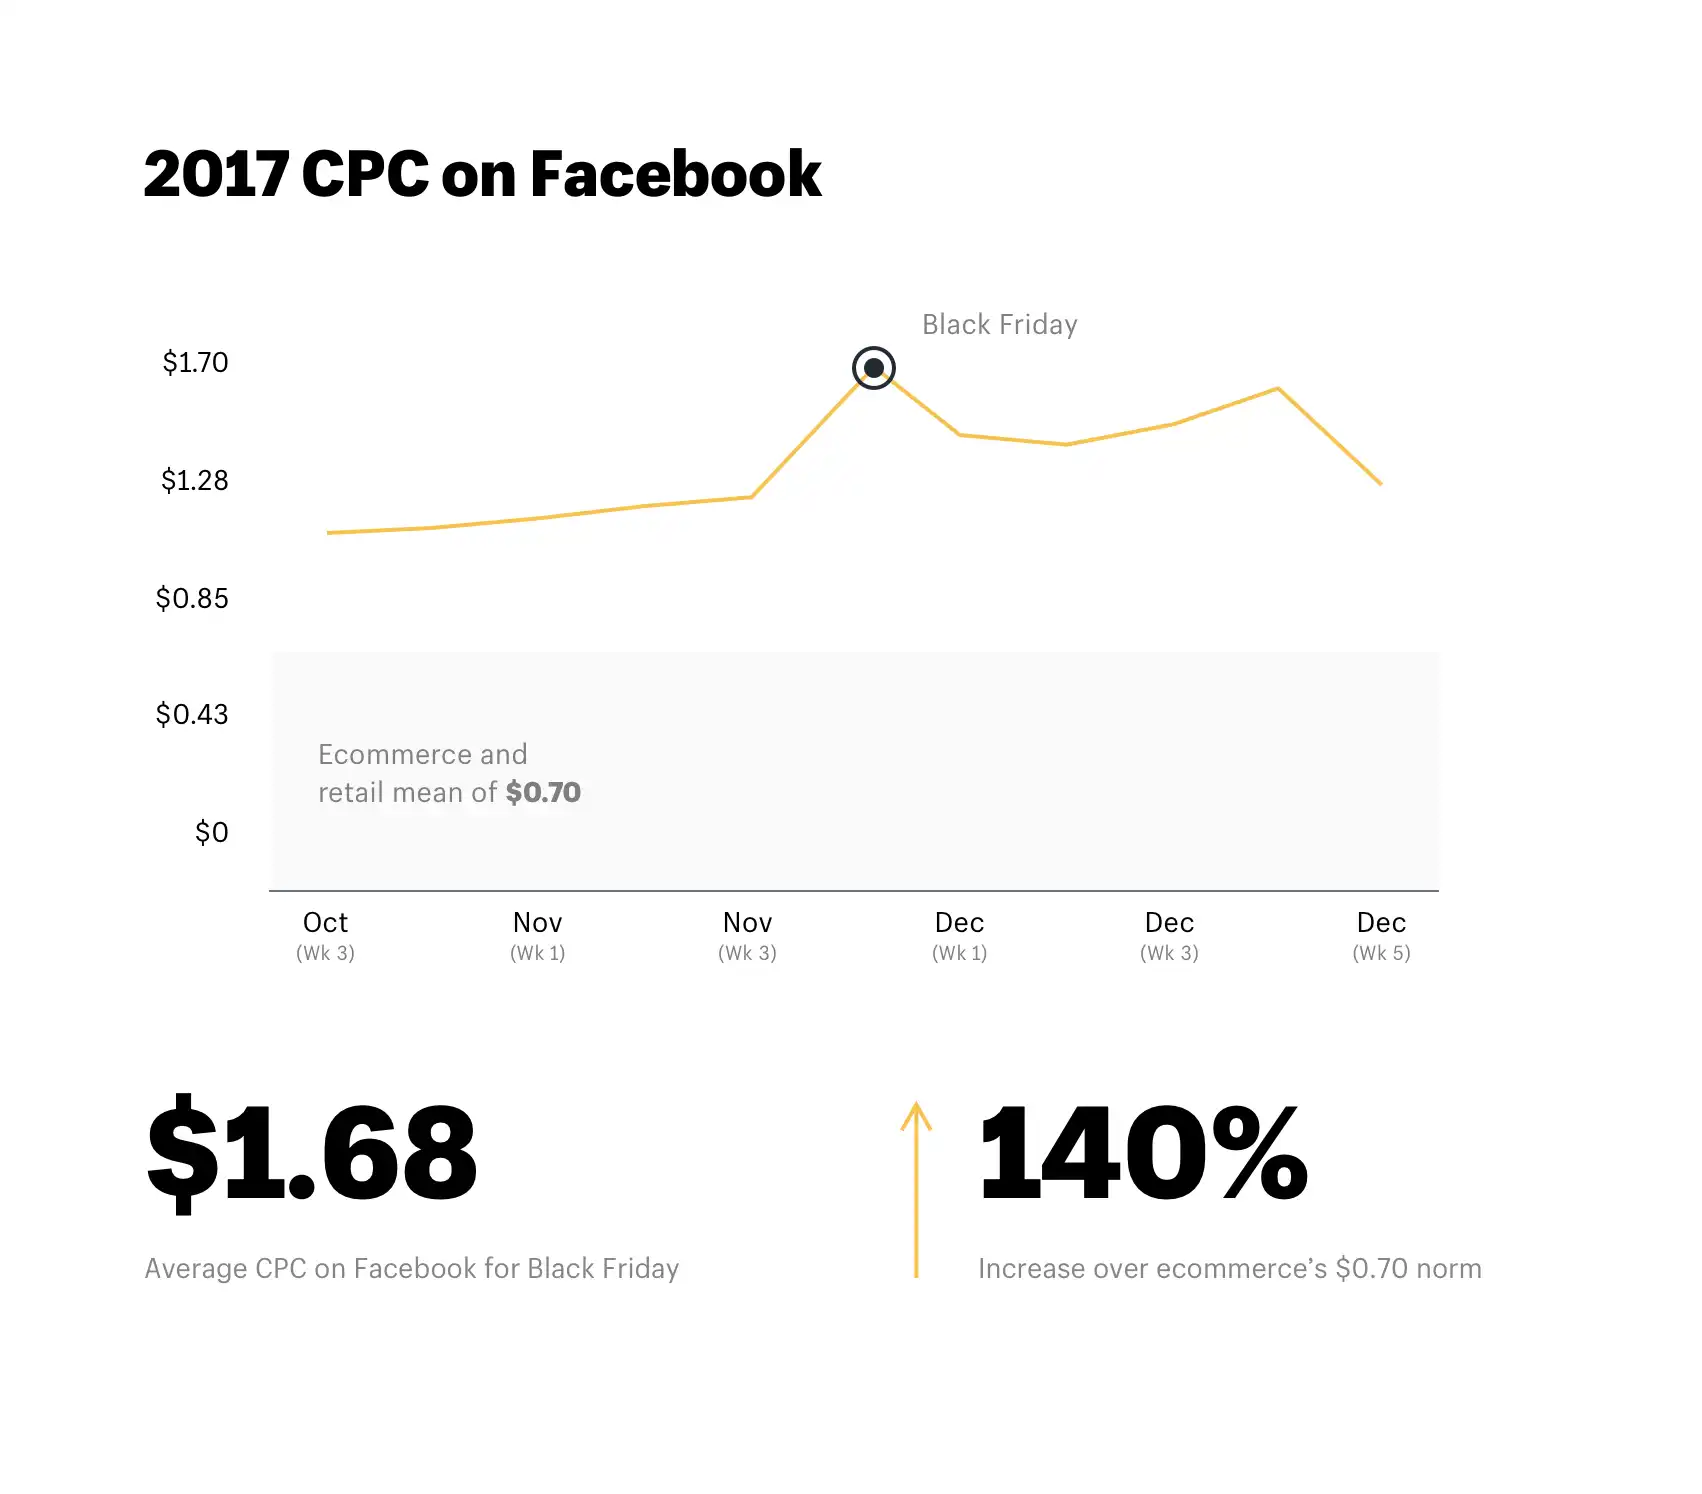 2017 CPC on Facebook
Black Friday
$1.70
$1.28
$0.85
$0.43
Ecommerce and
retail mean of $0.70
$0
Oct
(Wk 3)
Nov
(Wk 1)
Nov
(Wk 3)
Dec
(Wk 1)
Dec
(Wk 3)
Dec
(Wk 5)
$1.68
Average CPC on Facebook for Black Friday
140%
Increase over ecommerce’s $0.70 norm